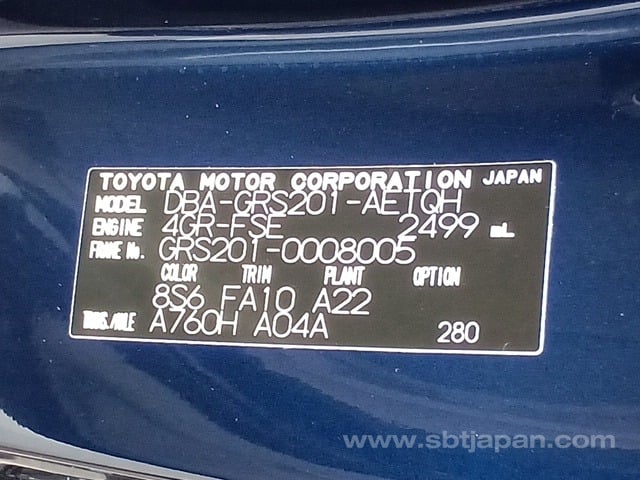 TOYOTA MOTOR CORPORATION JAPAN
MODEL DBA-GRS201-AETQH
ENGINE 4GR-FSE 2499 mL
FRAME No. GRS201-0008005
COLOR TRIM PLANT OPTION
8S6 FA10 A22
TRANS./AXLE A760H A04A 280
www.sbtjapan.com